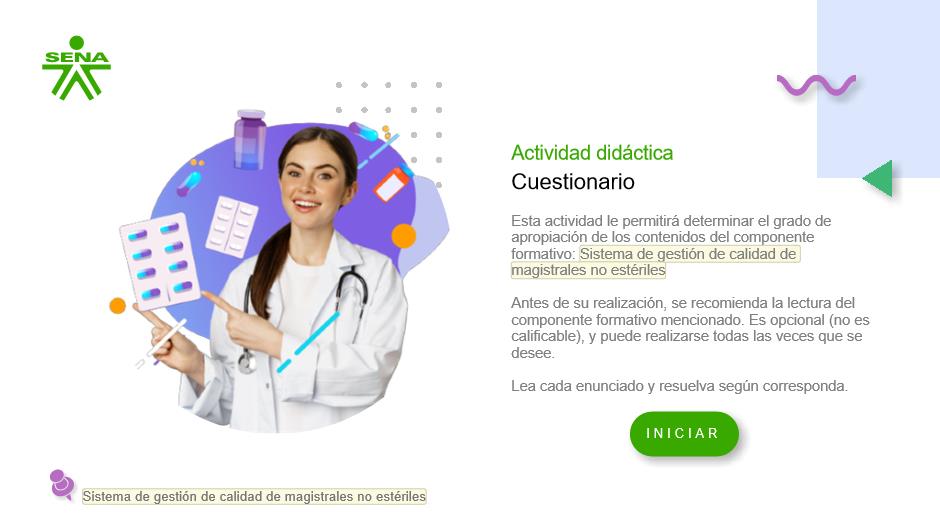 SENA
Actividad didáctica
Cuestionario
Esta actividad le permitirá determinar el grado de
apropiación de los contenidos del componente
formativo: Sistema de gestión de calidad de
magistrales no estériles
Antes de su realización, se recomienda la lectura del
componente formativo mencionado. Es opcional (no es
calificable), y puede realizarse todas las veces que se
desee.
Lea cada enunciado y resuelva según corresponda.
INICIAR
Sistema de gestión de calidad de magistrales no estériles